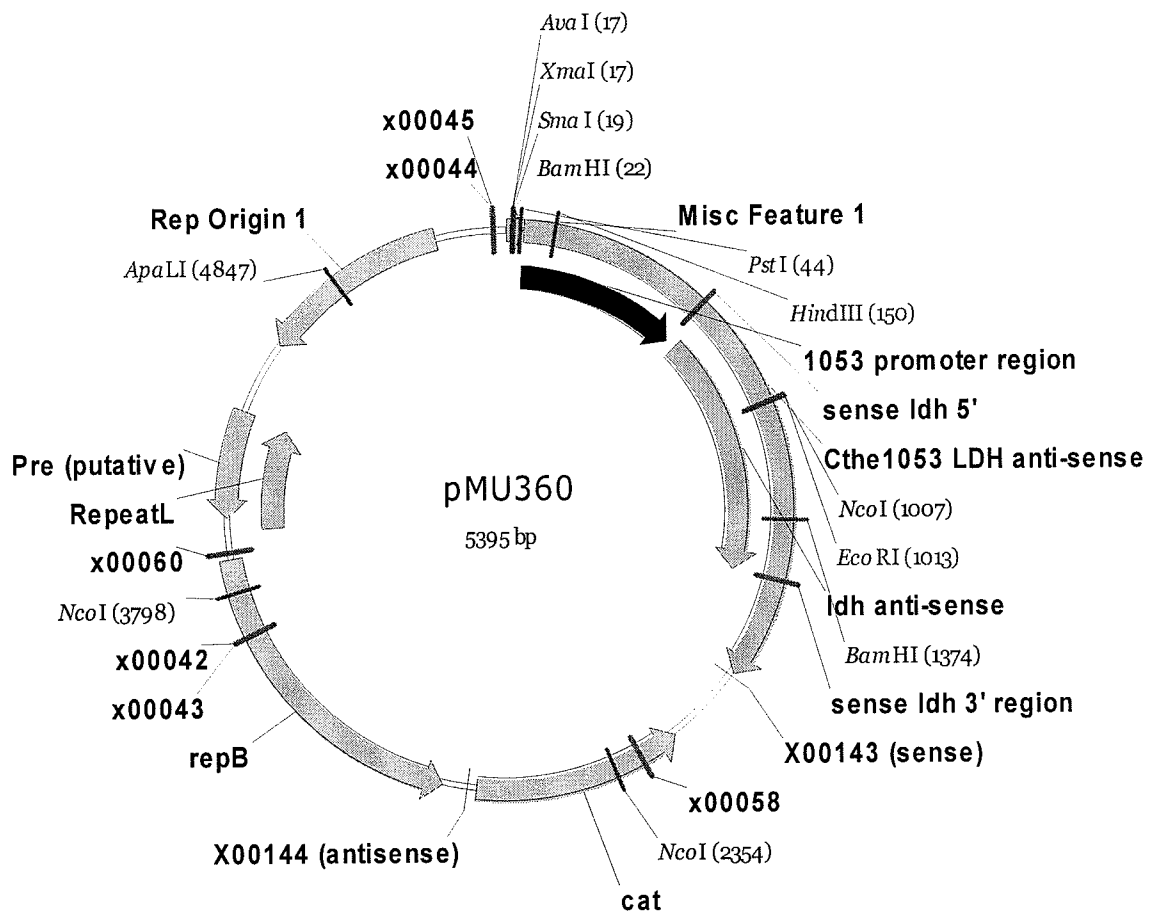 Ava I (17)
XmaI (17)
x00045
Sma I (19)
x00044
BamHI (22)
Rep Origin 1
Misc Feature 1
ApaLI (4847)
PstI (44)
HindIII (150)
1053 promoter region
sense ldh 5'
Pre (putative)
Cthe1053 LDH anti-sense
pMU360
RepeatL
NcoI (1007)
5395 bp
x00060
Eco RI (1013)
NcoI (3798)
ldh anti-sense
x00042
BamHI (1374)
x00043
sense ldh 3' region
repB
X00143 (sense)
x00058
X00144 (antisense)
NcoI (2354)
cat